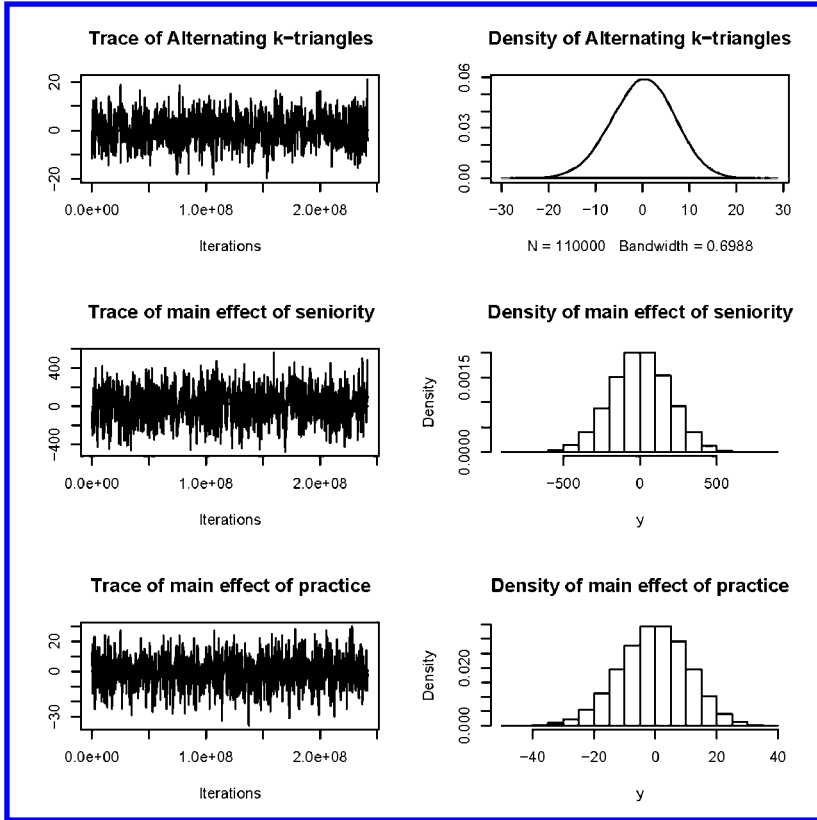 Trace of Alternating k−triangles
20
0
−20
0.0e+00 1.0e+08 2.0e+08
Iterations
Density of Alternating k−triangles
0.06
0.03
0.00
−30 −20 −10 0 10 20 30
N = 110000 Bandwidth = 0.6988
Trace of main effect of seniority
400
0
−400
0.0e+00 1.0e+08 2.0e+08
Iterations
Density of main effect of seniority
Density
0.0015
0.0000
−500 0 500
y
Trace of main effect of practice
30
0
−30
0.0e+00 1.0e+08 2.0e+08
Iterations
Density of main effect of practice
Density
0.020
0.000
−40 −20 0 20 40
y